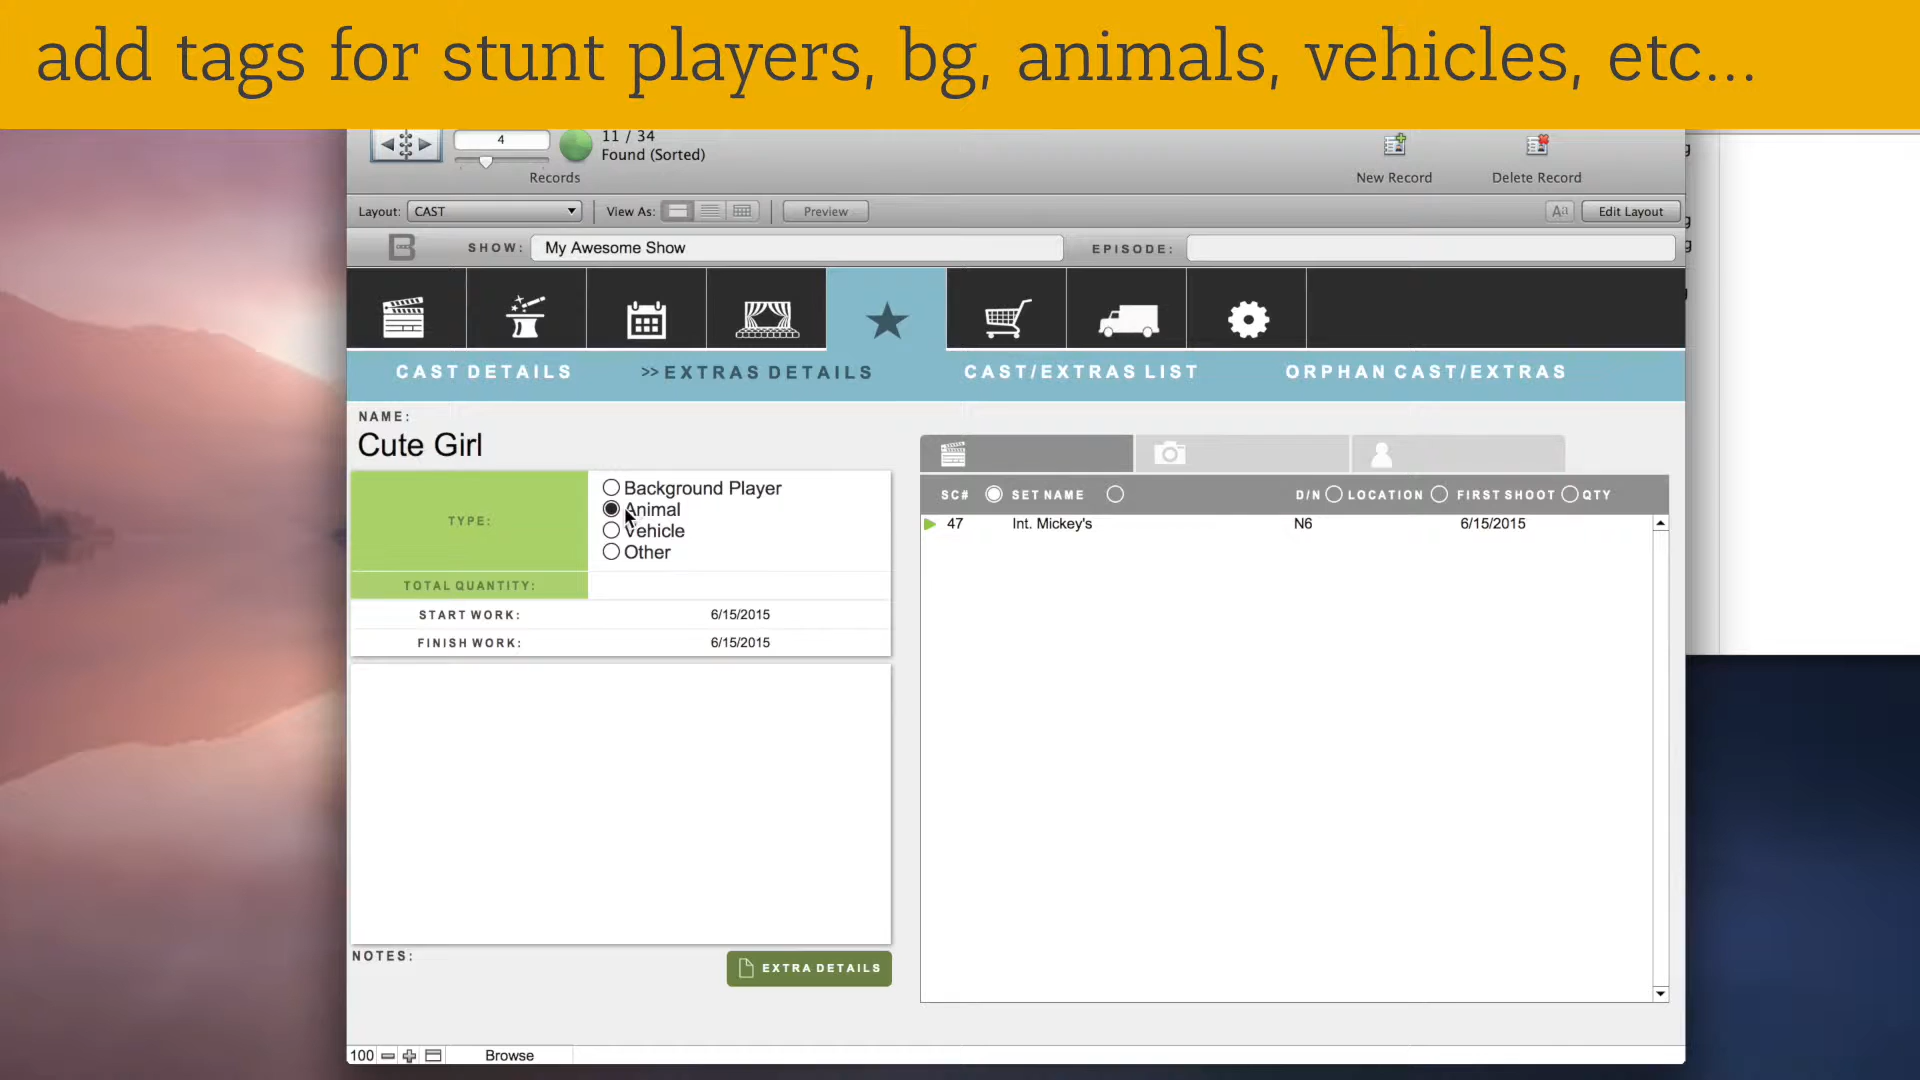 add tags for stunt players, bg, animals, vehicles, etc...
4
11 / 34
Found (Sorted)
Records
New Record
Delete Record
Layout: CAST
View As:
Preview
Aa
Edit Layout
B
SHOW: My Awesome Show
EPISODE:
CAST DETAILS
>>EXTRAS DETAILS
CAST/EXTRAS LIST
ORPHAN CAST/EXTRAS
NAME:
Cute Girl
TYPE:
Background Player
Animal
Vehicle
Other
TOTAL QUANTITY:
START WORK: 6/15/2015
FINISH WORK: 6/15/2015
NOTES:
EXTRA DETAILS
SC# SET NAME D/N LOCATION FIRST SHOOT QTY
47 Int. Mickey's N6 6/15/2015
100 Browse